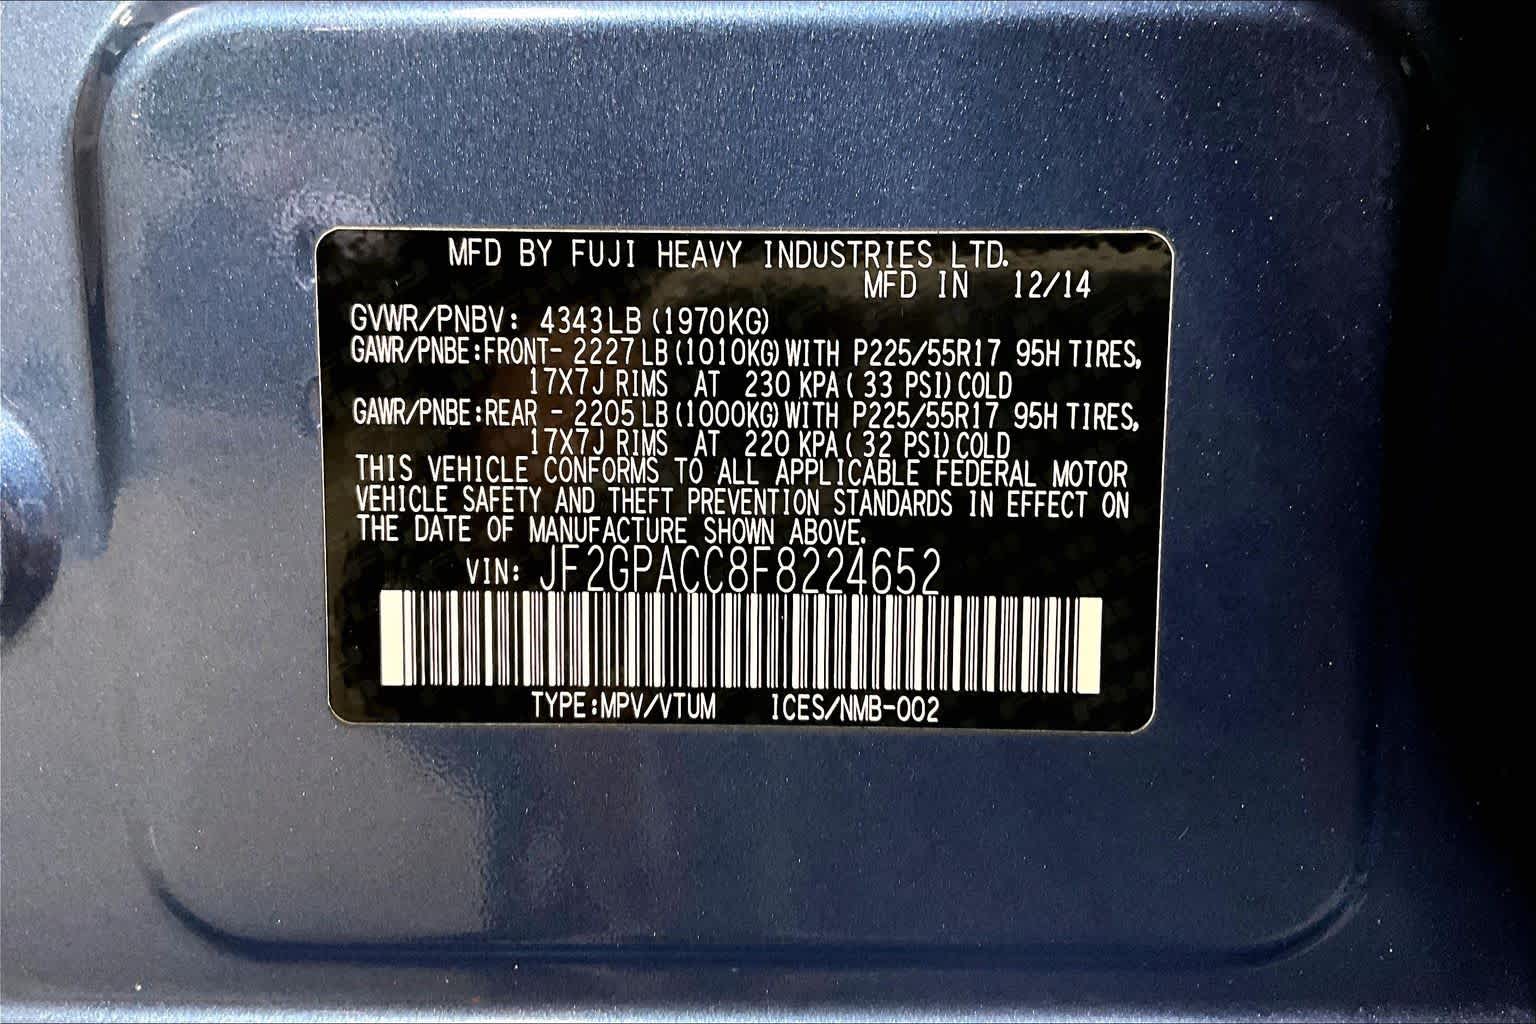 MFD BY FUJI HEAVY INDUSTRIES LTD.
MFD IN 12/14
GVWR/PNBV: 4343LB (1970KG)
GAWR/PNBE:FRONT- 2227LB (1010KG) WITH P225/55R17 95H TIRES,
17X7J RIMS AT 230 KPA ( 33 PSI) COLD
GAWR/PNBE:REAR - 2205LB (1000KG) WITH P225/55R17 95H TIRES,
17X7J RIMS AT 220 KPA ( 32 PSI) COLD
THIS VEHICLE CONFORMS TO ALL APPLICABLE FEDERAL MOTOR
VEHICLE SAFETY AND THEFT PREVENTION STANDARDS IN EFFECT ON
THE DATE OF MANUFACTURE SHOWN ABOVE.
VIN: JF2GPACC8F8224652
TYPE:MPV/VTUM ICES/NMB-002